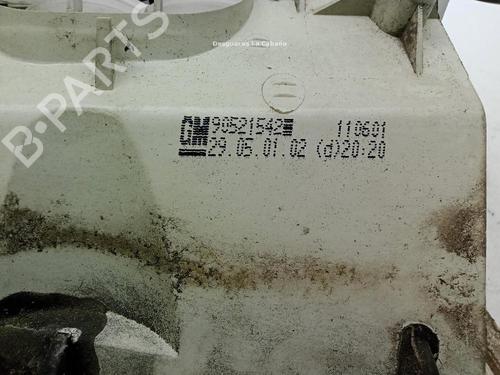 Desguaces La Cabaña
B-PARTS
GM 90521542 110601
29.05.01.02 (d)20:20